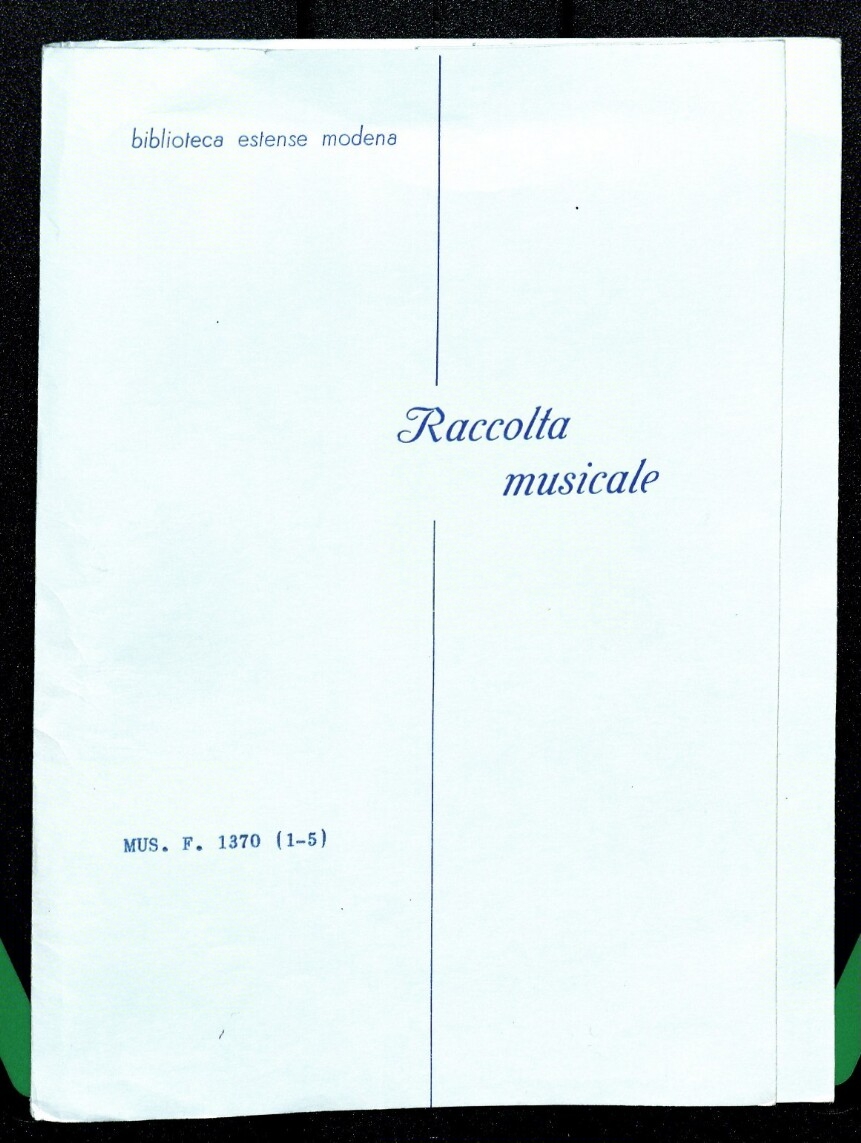 biblioteca estense modena
Raccolta
musicale
MUS. F. 1370 (1-5)